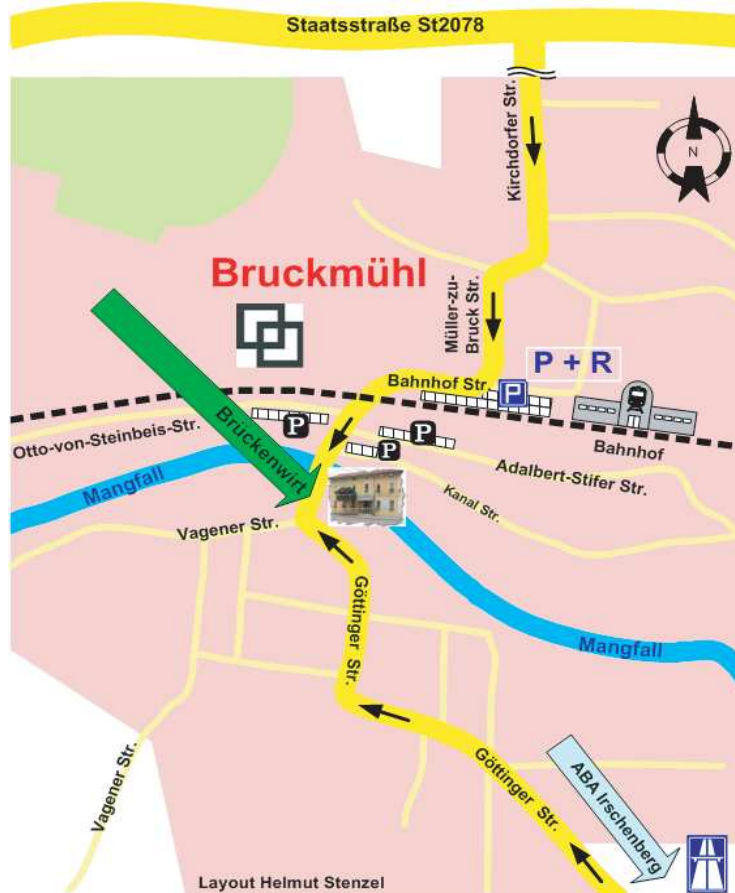 Staatsstraße St2078
Kirchdorfer Str.
N
Bruckmühl
Müller-zu-
Bruck Str.
P + R
Bahnhof Str.
P
Brückenwirt
P
P
P
Bahnhof
Otto-von-Steinbeis-Str.
Adalbert-Stifer Str.
Mangfall
Kanal Str.
Vagener Str.
Göttinger Str.
Mangfall
Vagener Str.
Göttinger Str.
ABA Irschenberg
Layout Helmut Stenzel